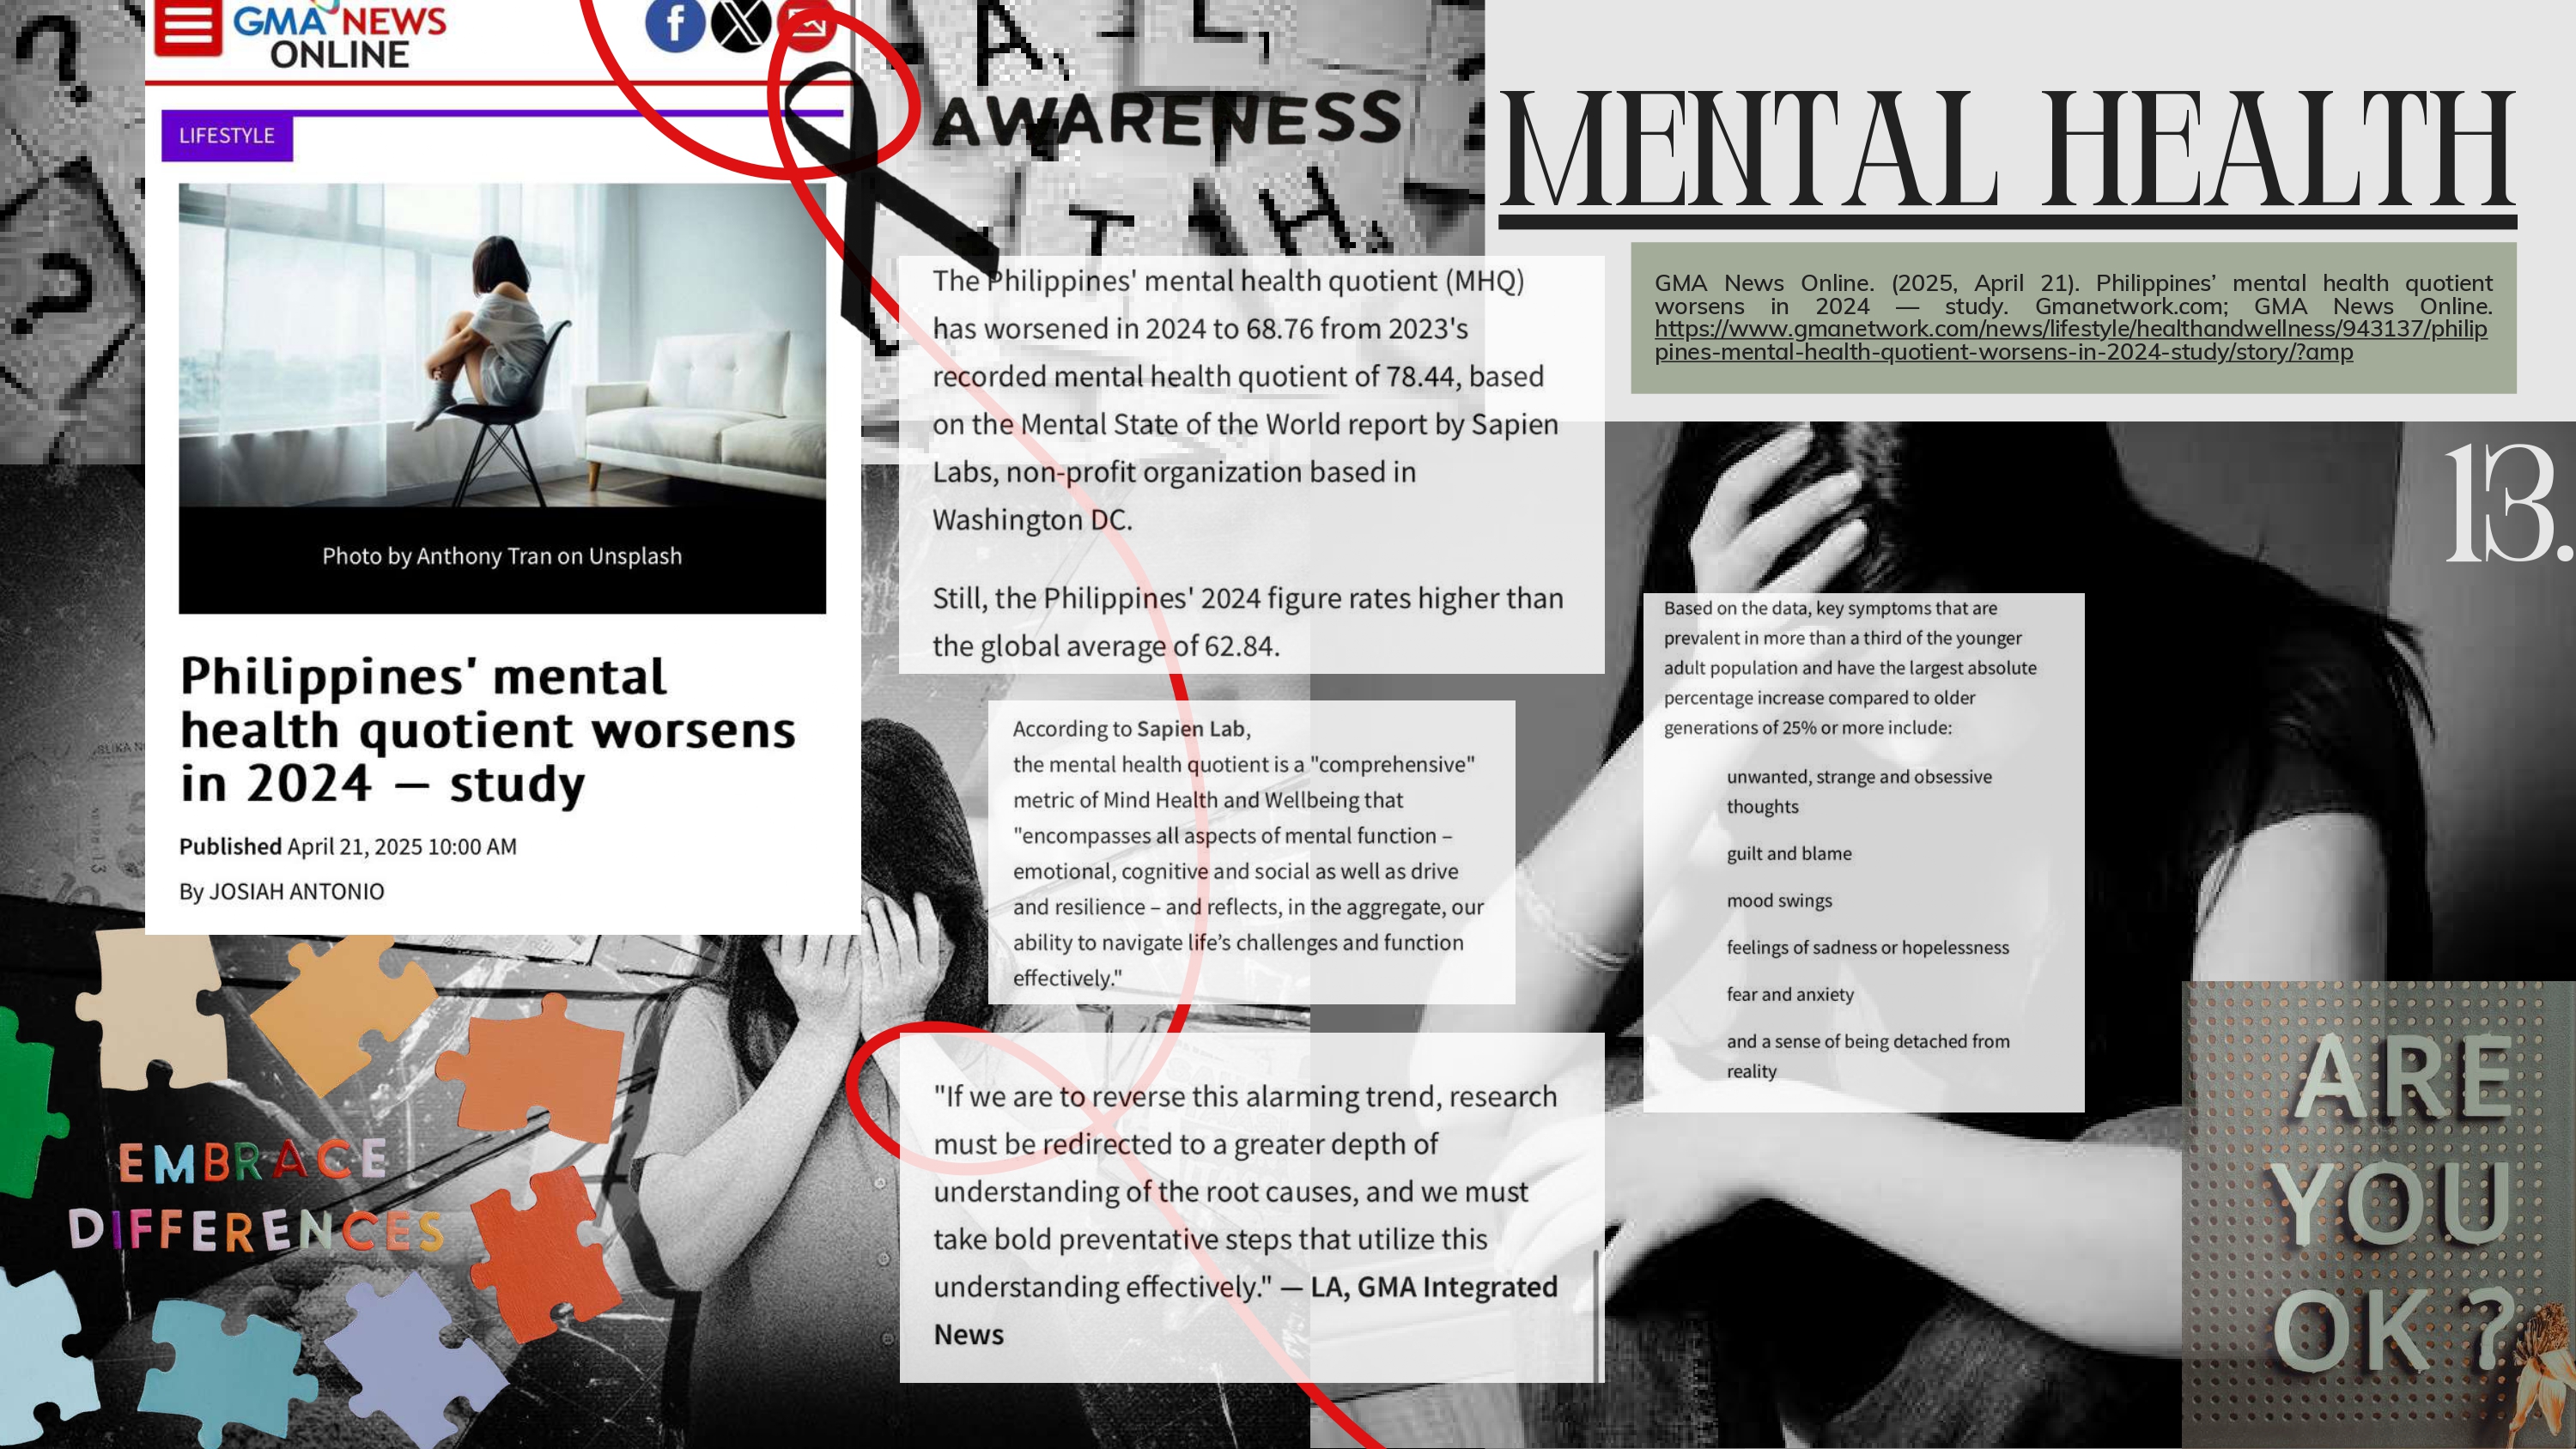 GMA NEWS
ONLINE
LIFESTYLE
Photo by Anthony Tran on Unsplash
Philippines' mental
health quotient worsens
in 2024 – study
Published April 21, 2025 10:00 AM
By JOSIAH ANTONIO
AWARENESS
The Philippines' mental health quotient (MHQ)
has worsened in 2024 to 68.76 from 2023's
recorded mental health quotient of 78.44, based
on the Mental State of the World report by Sapien
Labs, non-profit organization based in
Washington DC.
Still, the Philippines' 2024 figure rates higher than
the global average of 62.84.
According to Sapien Lab,
the mental health quotient is a "comprehensive"
metric of Mind Health and Wellbeing that
"encompasses all aspects of mental function –
emotional, cognitive and social as well as drive
and resilience – and reflects, in the aggregate, our
ability to navigate life's challenges and function
effectively."
"If we are to reverse this alarming trend, research
must be redirected to a greater depth of
understanding of the root causes, and we must
take bold preventative steps that utilize this
understanding effectively." — LA, GMA Integrated
News
MENTAL HEALTH
GMA News Online. (2025, April 21). Philippines’ mental health quotient
worsens in 2024 — study. Gmanetwork.com; GMA News Online.
https://www.gmanetwork.com/news/lifestyle/healthandwellness/943137/philip
pines-mental-health-quotient-worsens-in-2024-study/story/?amp
13.
Based on the data, key symptoms that are
prevalent in more than a third of the younger
adult population and have the largest absolute
percentage increase compared to older
generations of 25% or more include:
unwanted, strange and obsessive
thoughts
guilt and blame
mood swings
feelings of sadness or hopelessness
fear and anxiety
and a sense of being detached from
reality
EMBRACE
DIFFERENCES
ARE
YOU
OK?